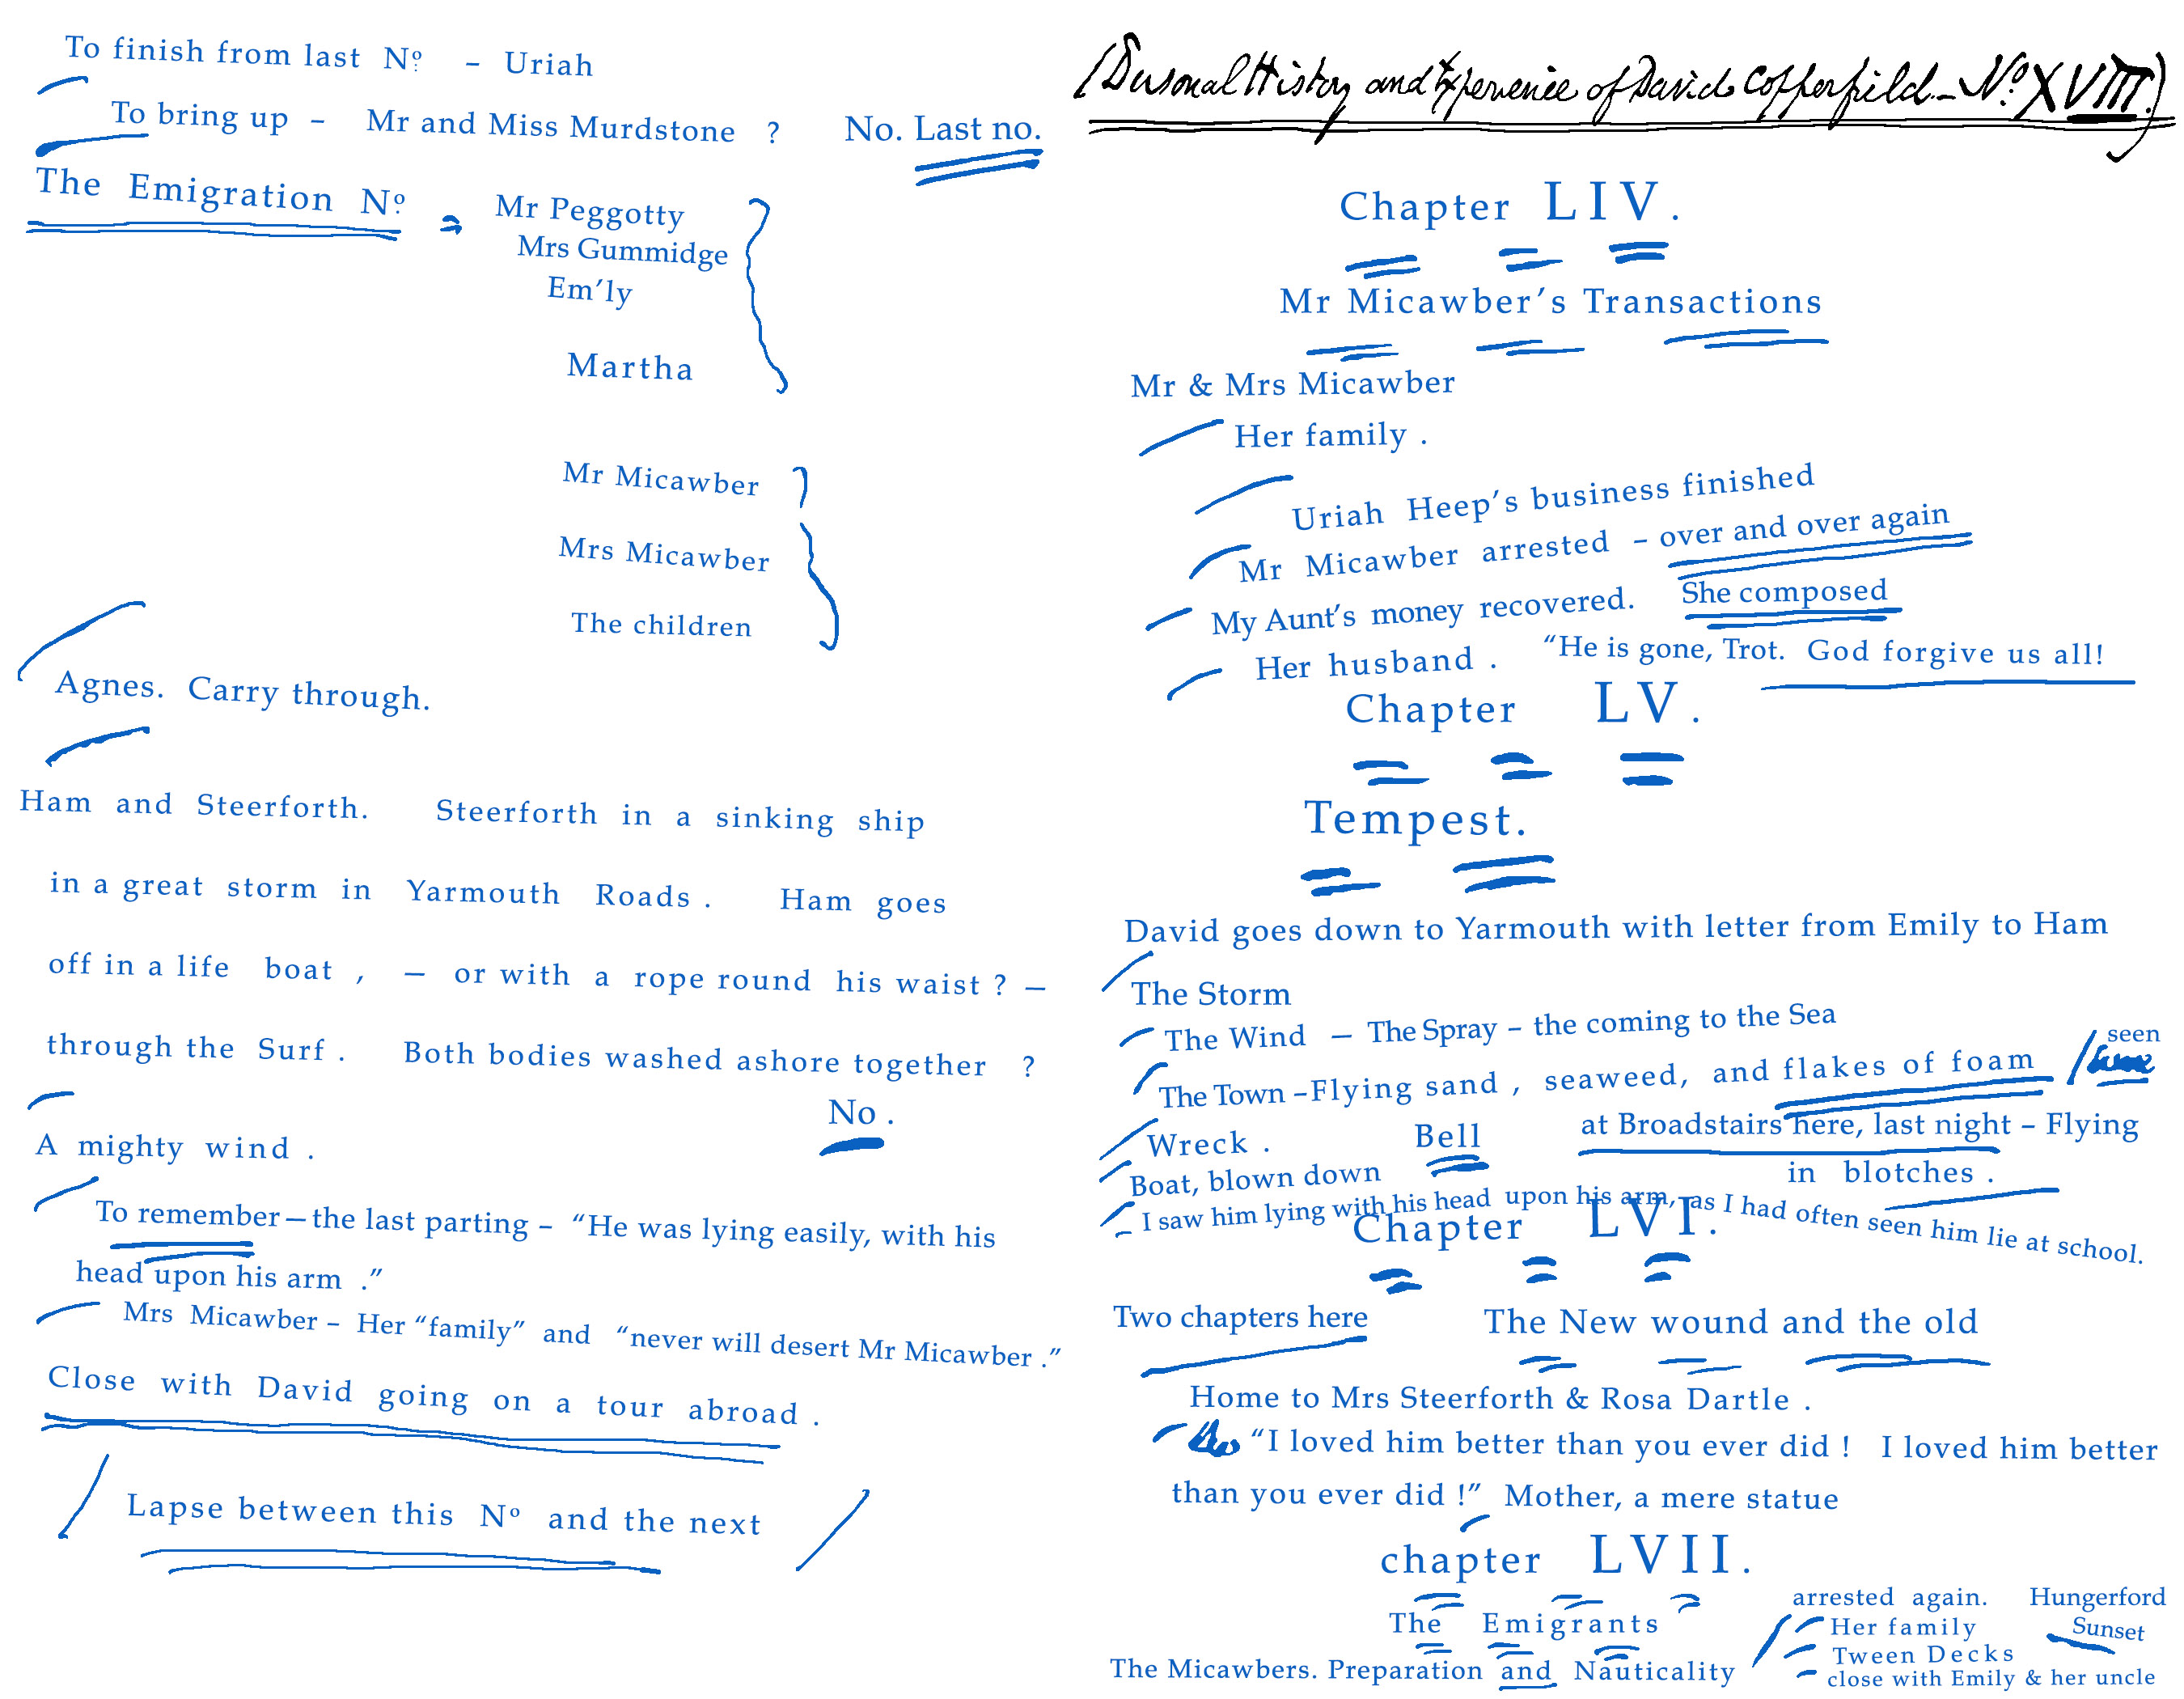 To finish from last Nº – Uriah
To bring up – Mr and Miss Murdstone ? No. Last no.
The Emigration Nº = Mr Peggotty
Mrs Gummidge
Em'ly
Martha
Mr Micawber
Mrs Micawber
The children
Agnes. Carry through.
Ham and Steerforth. Steerforth in a sinking ship
in a great storm in Yarmouth Roads . Ham goes
off in a life boat , — or with a rope round his waist ? —
through the Surf . Both bodies washed ashore together ?
No .
A mighty wind .
To remember — the last parting – “He was lying easily, with his
head upon his arm .”
Mrs Micawber – Her “family” and “never will desert Mr Micawber .”
Close with David going on a tour abroad .
Lapse between this Nº and the next
(Personal History and Experience of David Copperfield – Nº XVIII.)
Chapter LIV .
Mr Micawber's Transactions
Mr & Mrs Micawber
Her family .
Uriah Heep's business finished
Mr Micawber arrested – over and over again
My Aunt's money recovered. She composed
Her husband . “He is gone, Trot. God forgive us all!
Chapter LV .
Tempest.
David goes down to Yarmouth with letter from Emily to Ham
The Storm
The Wind — The Spray – the coming to the Sea
The Town – Flying sand , seaweed, and flakes of foam / seen
at Broadstairs here, last night – Flying
in blotches .
Wreck . Bell
Boat, blown down
– I saw him lying with his head upon his arm, as I had often seen him lie at school.
Chapter LVI .
Two chapters here The New wound and the old
Home to Mrs Steerforth & Rosa Dartle .
“I loved him better than you ever did ! I loved him better
than you ever did !” Mother, a mere statue
chapter LVII .
The Emigrants
The Micawbers. Preparation and Nauticality
arrested again. Hungerford
Her family Sunset
Tween Decks
close with Emily & her uncle